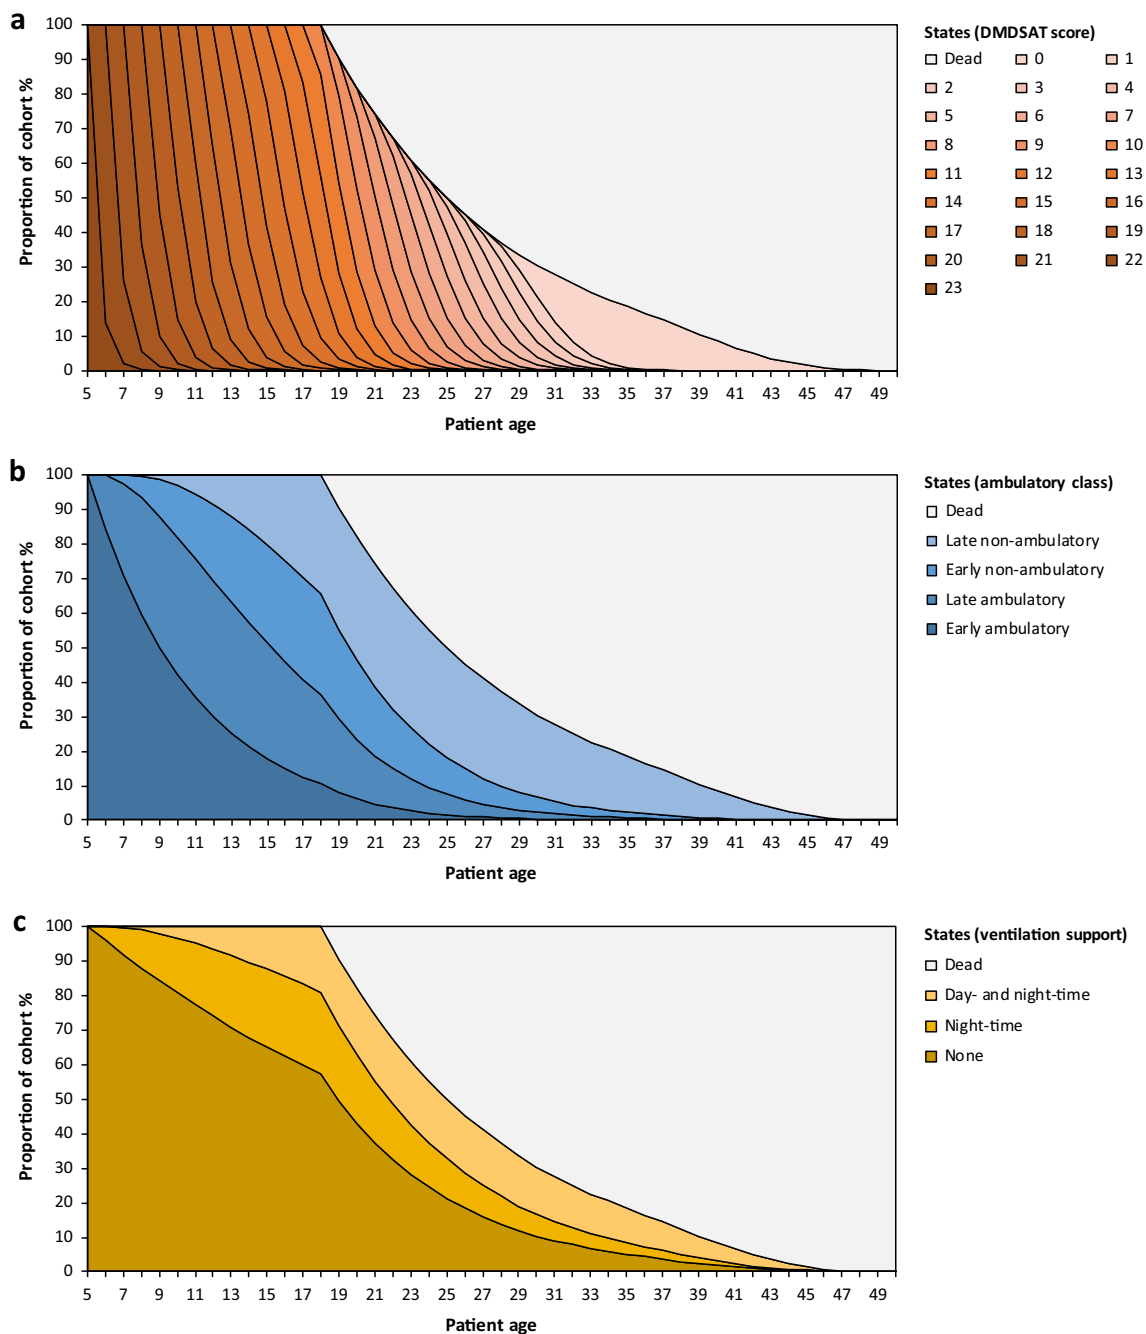 a
100
90
80
70
60
50
40
30
20
10
0
Proportion of cohort %
5 7 9 11 13 15 17 19 21 23 25 27 29 31 33 35 37 39 41 43 45 47 49
Patient age
States (DMDSAT score)
Dead 0 1
2 3 4
5 6 7
8 9 10
11 12 13
14 15 16
17 18 19
20 21 22
23
b
100
90
80
70
60
50
40
30
20
10
0
Proportion of cohort %
5 7 9 11 13 15 17 19 21 23 25 27 29 31 33 35 37 39 41 43 45 47 49
Patient age
States (ambulatory class)
Dead
Late non-ambulatory
Early non-ambulatory
Late ambulatory
Early ambulatory
c
100
90
80
70
60
50
40
30
20
10
0
Proportion of cohort %
5 7 9 11 13 15 17 19 21 23 25 27 29 31 33 35 37 39 41 43 45 47 49
Patient age
States (ventilation support)
Dead
Day- and night-time
Night-time
None